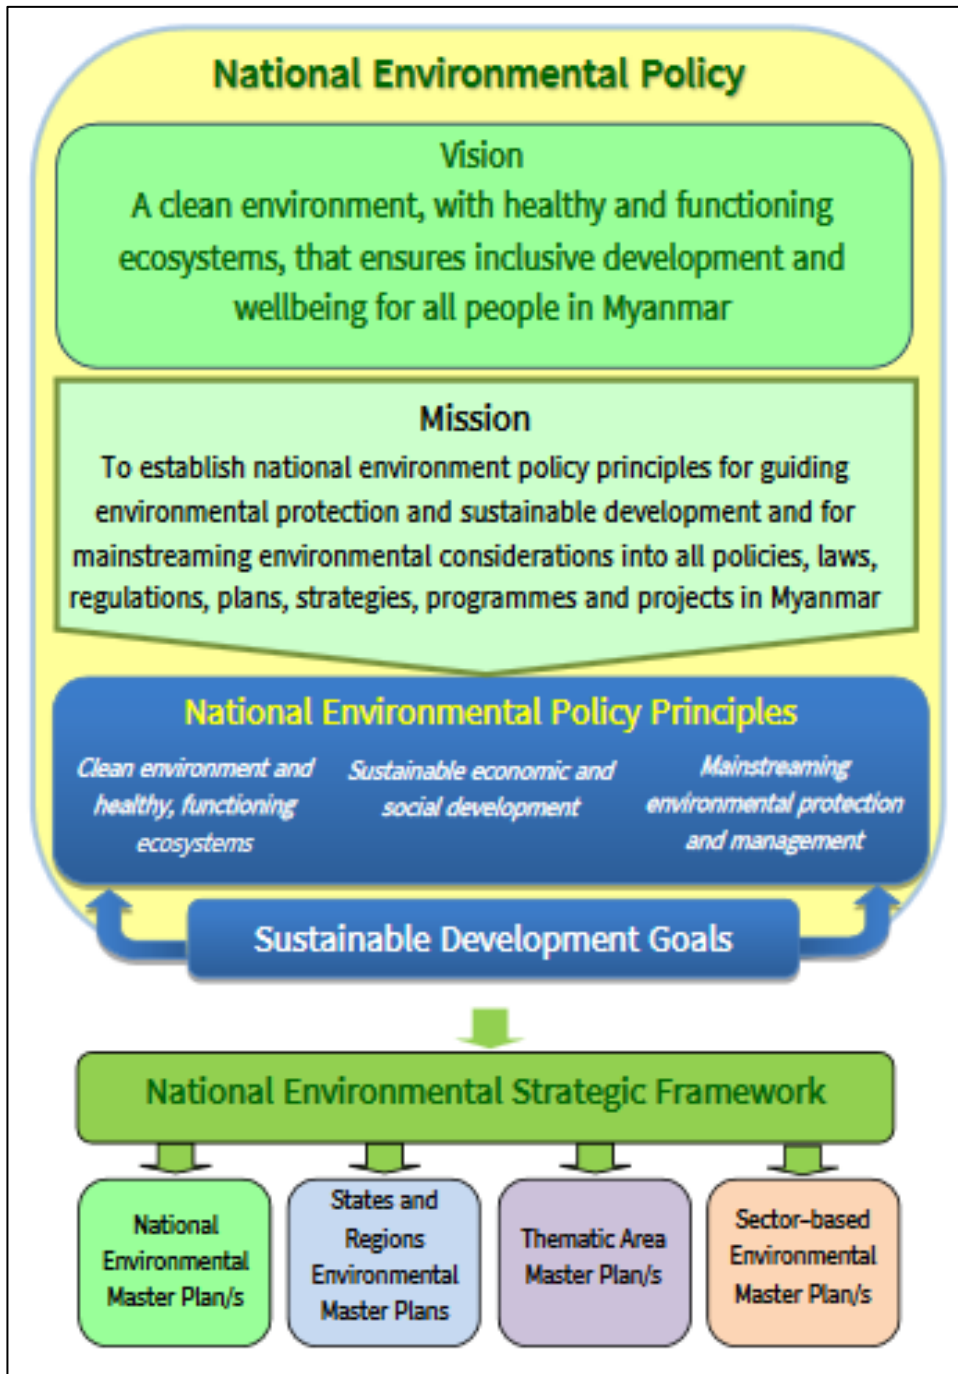 National Environmental Policy
Vision
A clean environment, with healthy and functioning
ecosystems, that ensures inclusive development and
wellbeing for all people in Myanmar
Mission
To establish national environment policy principles for guiding
environmental protection and sustainable development and for
mainstreaming environmental considerations into all policies, laws,
regulations, plans, strategies, programmes and projects in Myanmar
National Environmental Policy Principles
Clean environment and
healthy, functioning
ecosystems
Sustainable economic and
social development
Mainstreaming
environmental protection
and management
Sustainable Development Goals
National Environmental Strategic Framework
National
Environmental
Master Plan/s
States and
Regions
Environmental
Master Plans
Thematic Area
Master Plan/s
Sector-based
Environmental
Master Plan/s